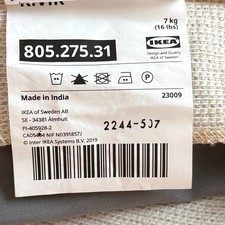 7 kg
(16 lbs)
805.275.31
IKEA
Design and Quality
IKEA of Sweden
P
Made in India
23009
IKEA of Sweden AB
SE - 34381 Älmhult
2244-507
PI-405928-2
© Inter IKEA Systems B.V. 2019